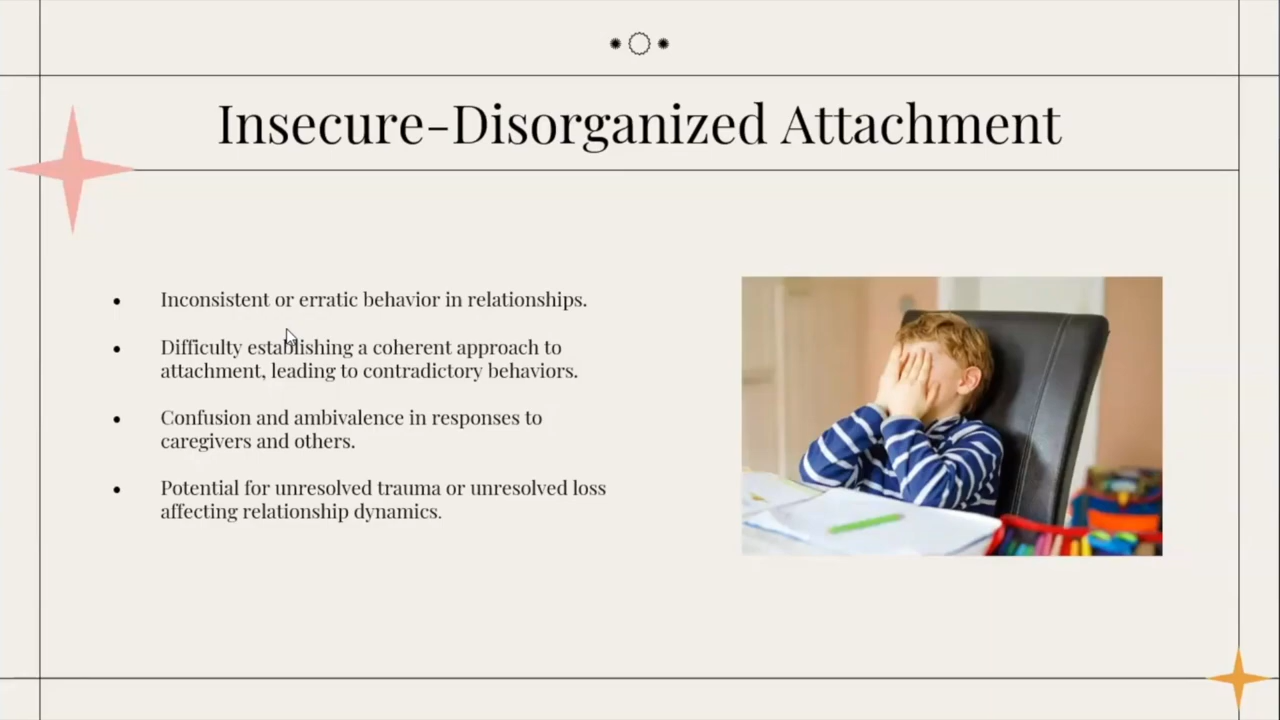 Insecure-Disorganized Attachment
• Inconsistent or erratic behavior in relationships.
• Difficulty establishing a coherent approach to
attachment, leading to contradictory behaviors.
• Confusion and ambivalence in responses to
caregivers and others.
• Potential for unresolved trauma or unresolved loss
affecting relationship dynamics.